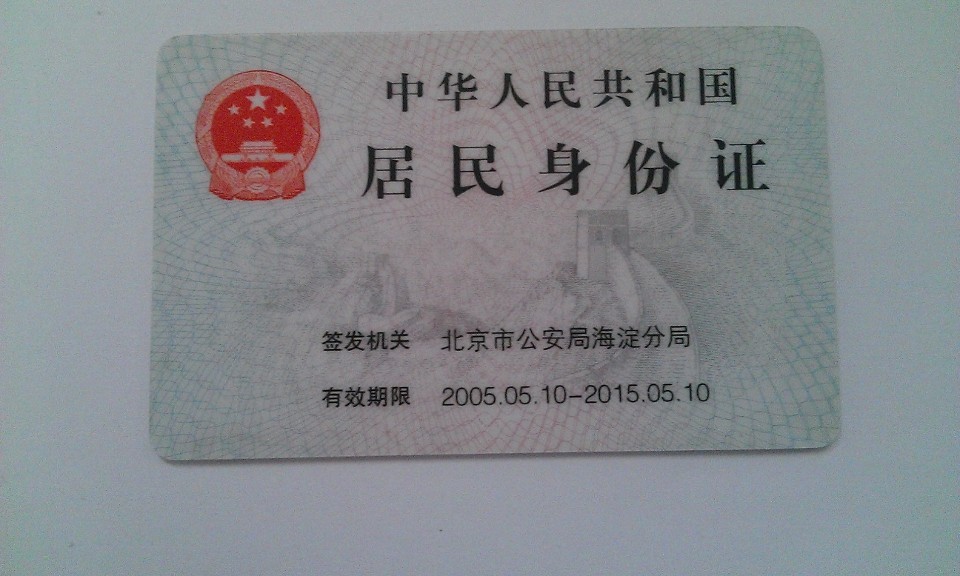 中华人民共和国
居民身份证
签发机关 北京市公安局海淀分局
有效期限 2005.05.10-2015.05.10